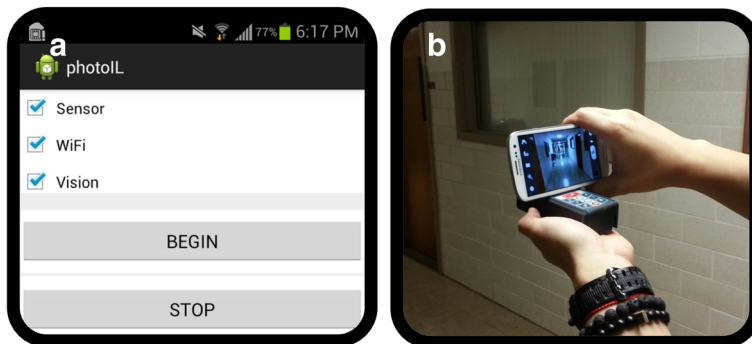 a
77% 6:17 PM
photoIL
Sensor
WiFi
Vision
BEGIN
STOP
b